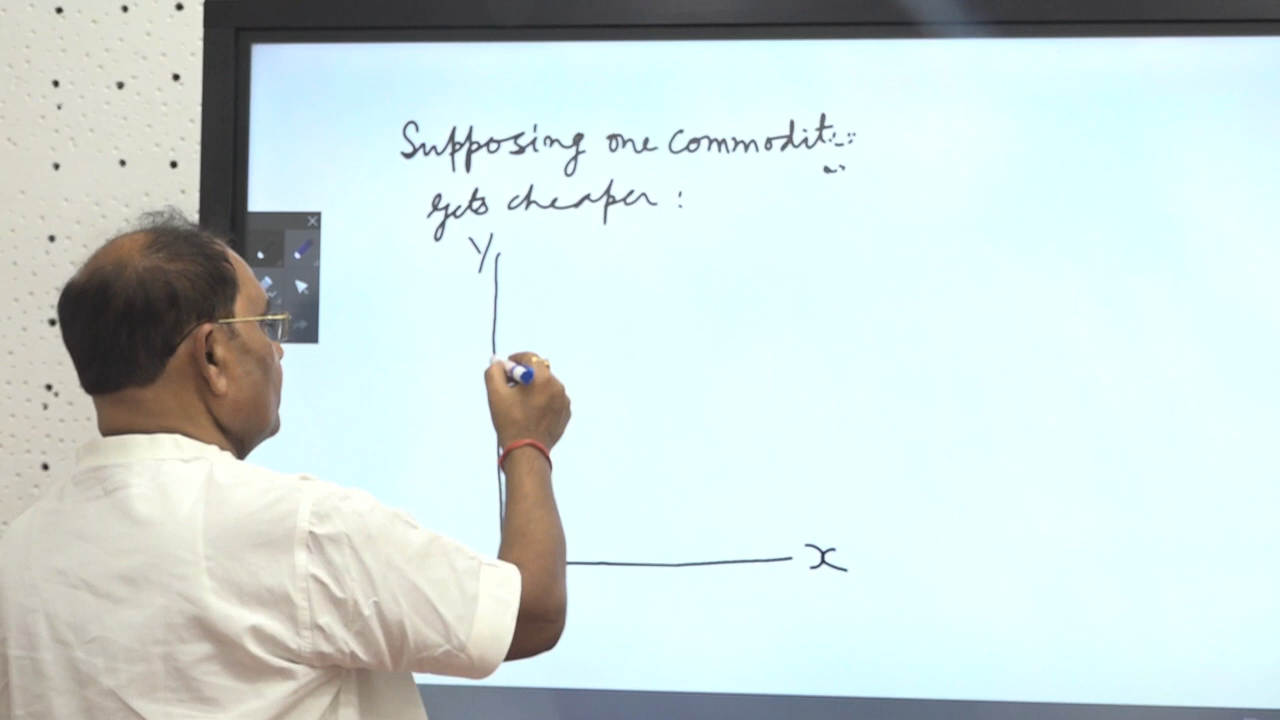 Supposing one commodit
gets cheaper :
Y
X